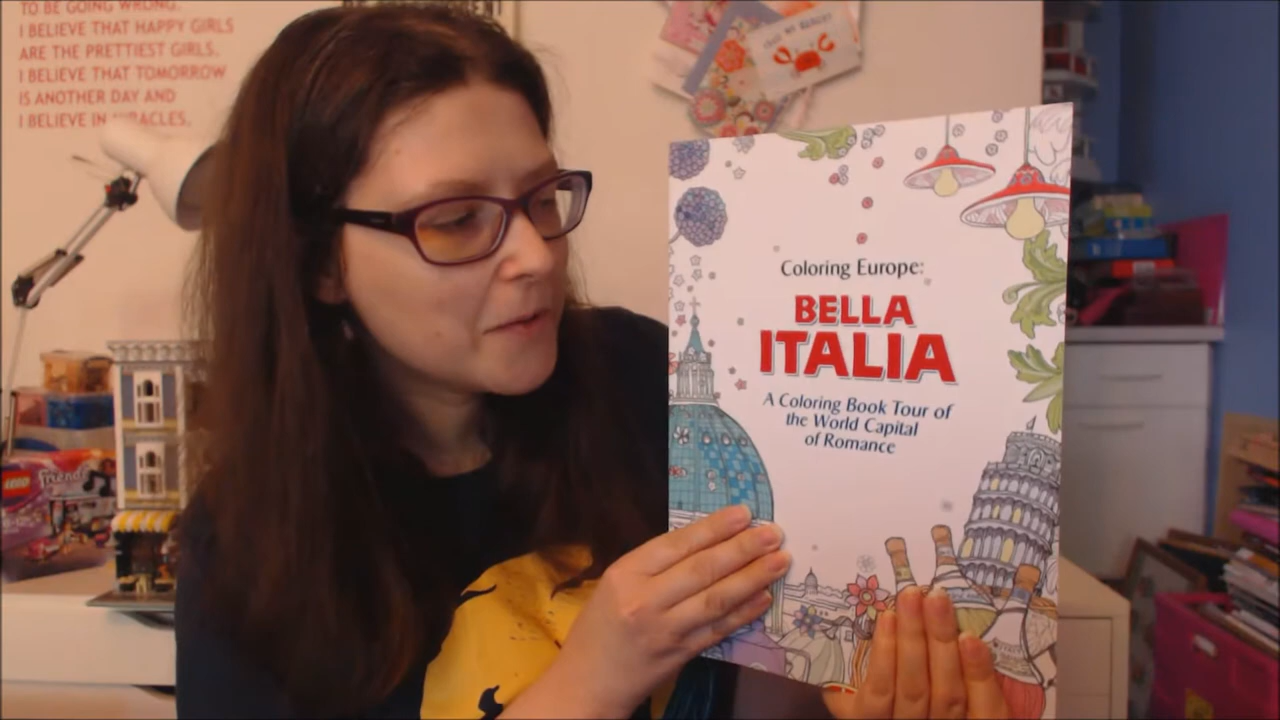 TO BE GOING WRONG.
I BELIEVE THAT HAPPY GIRLS
ARE THE PRETTIEST GIRLS.
I BELIEVE THAT TOMORROW
IS ANOTHER DAY AND
I BELIEVE IN MIRACLES.
Coloring Europe:
BELLA
ITALIA
A Coloring Book Tour of
the World Capital
of Romance
LEGO
Friends